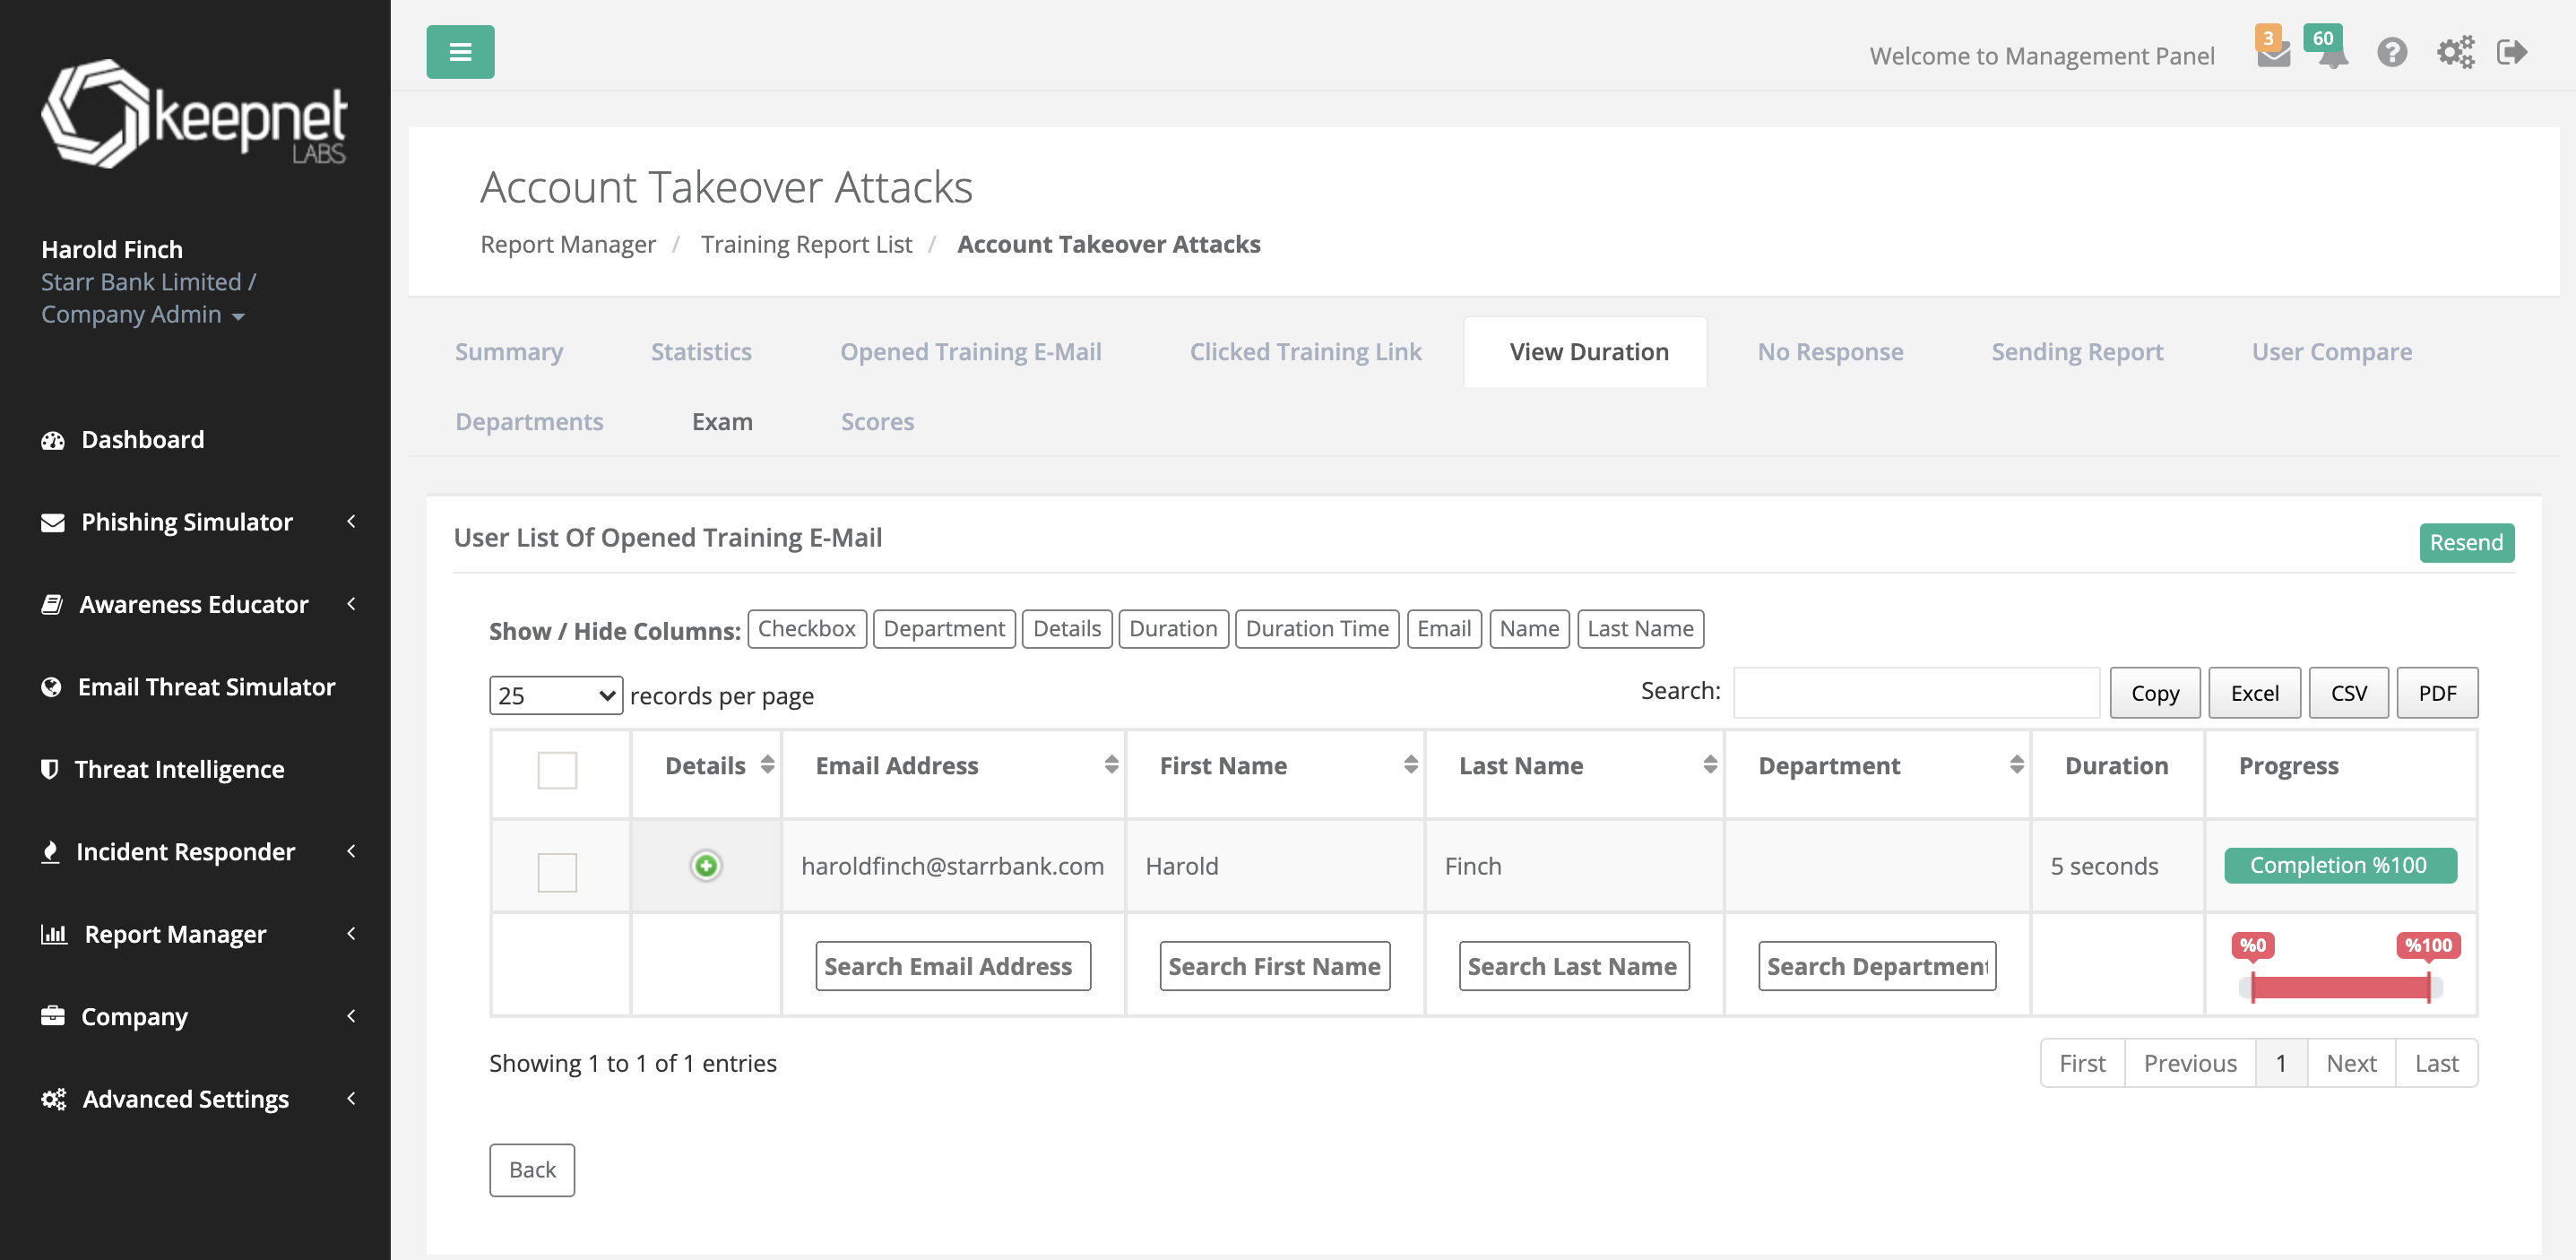 keepnet
LABS
Harold Finch
Starr Bank Limited /
Company Admin
Dashboard
Phishing Simulator
Awareness Educator
Email Threat Simulator
Threat Intelligence
Incident Responder
Report Manager
Company
Advanced Settings
Welcome to Management Panel
3
60
Account Takeover Attacks
Report Manager / Training Report List / Account Takeover Attacks
Summary Statistics Opened Training E-Mail Clicked Training Link View Duration No Response Sending Report User Compare
Departments Exam Scores
User List Of Opened Training E-Mail
Resend
Show / Hide Columns: Checkbox Department Details Duration Duration Time Email Name Last Name
25 records per page
Search: Copy Excel CSV PDF
Details Email Address First Name Last Name Department Duration Progress
haroldfinch@starrbank.com Harold Finch 5 seconds Completion %100
Search Email Address Search First Name Search Last Name Search Department %0 %100
Showing 1 to 1 of 1 entries
First Previous 1 Next Last
Back